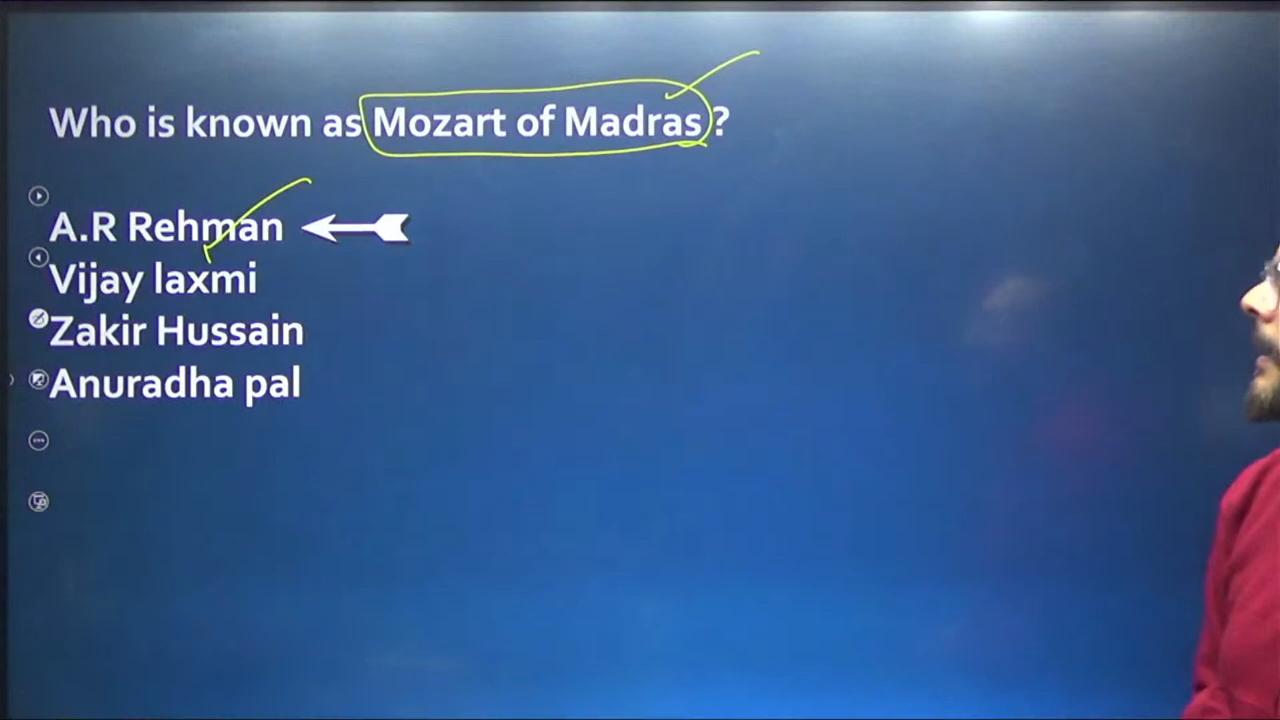 Who is known as Mozart of Madras ?
A.R Rehman
Vijay laxmi
Zakir Hussain
Anuradha pal